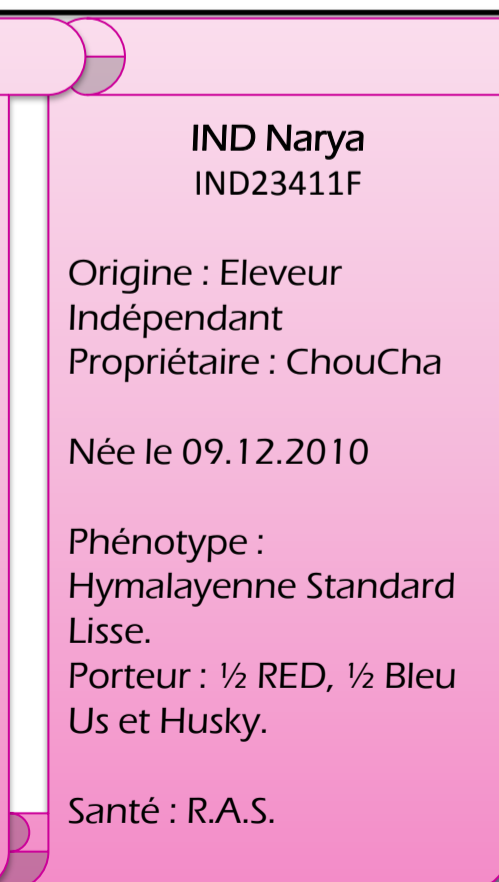 IND Narya
IND23411F
Origine : Eleveur
Indépendant
Propriétaire : ChouCha
Née le 09.12.2010
Phénotype :
Hymalayenne Standard
Lisse.
Porteur : ½ RED, ½ Bleu
Us et Husky.
Santé : R.A.S.